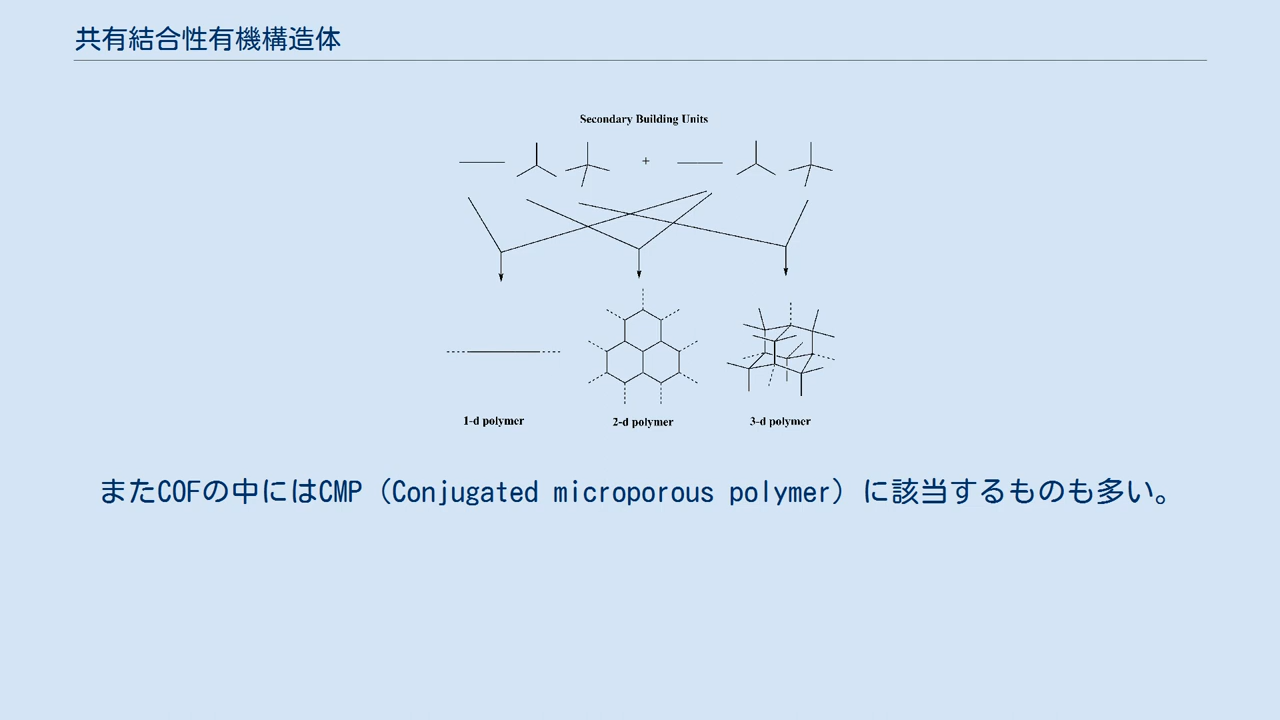 共有結合性有機構造体
Secondary Building Units
+
1-d polymer
2-d polymer
3-d polymer
またCOFの中にはCMP（Conjugated microporous polymer）に該当するものも多い。